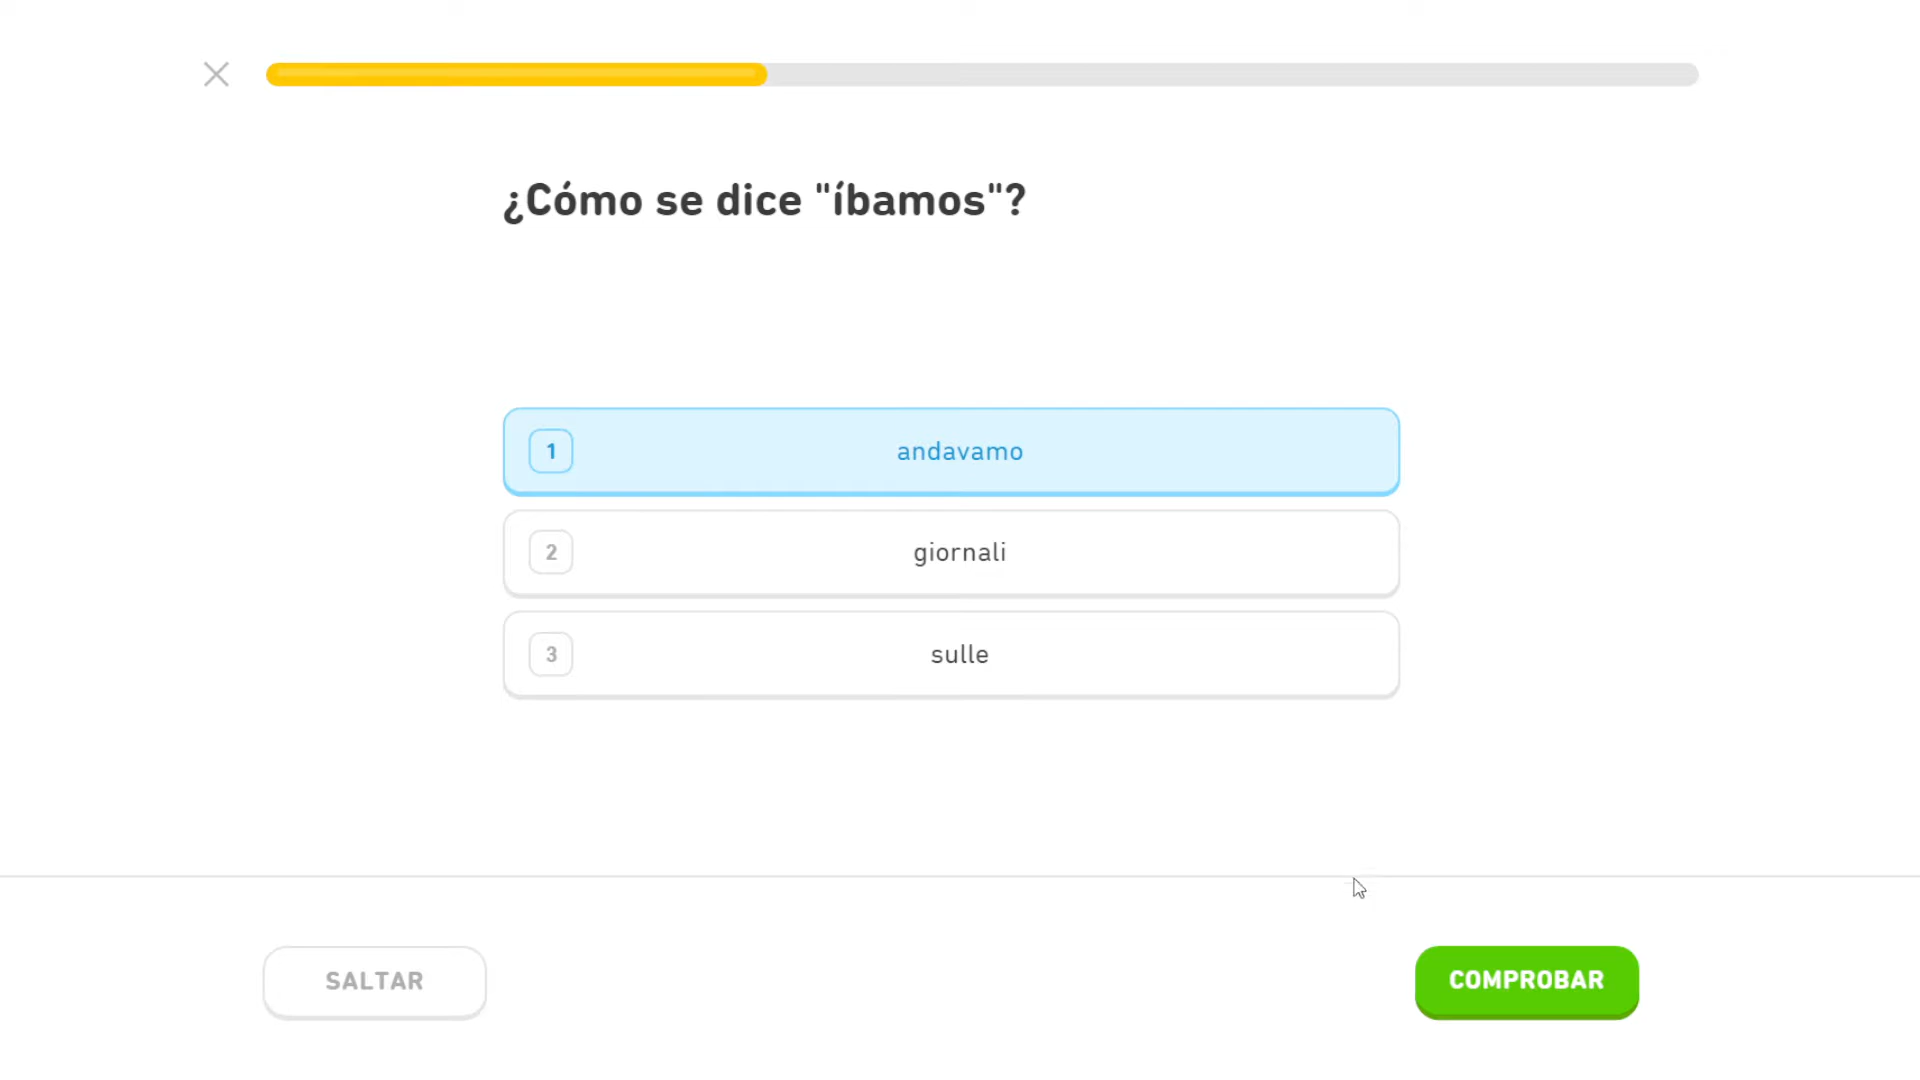 ¿Cómo se dice "íbamos"?
1 andavamo
2 giornali
3 sulle
SALTAR
COMPROBAR